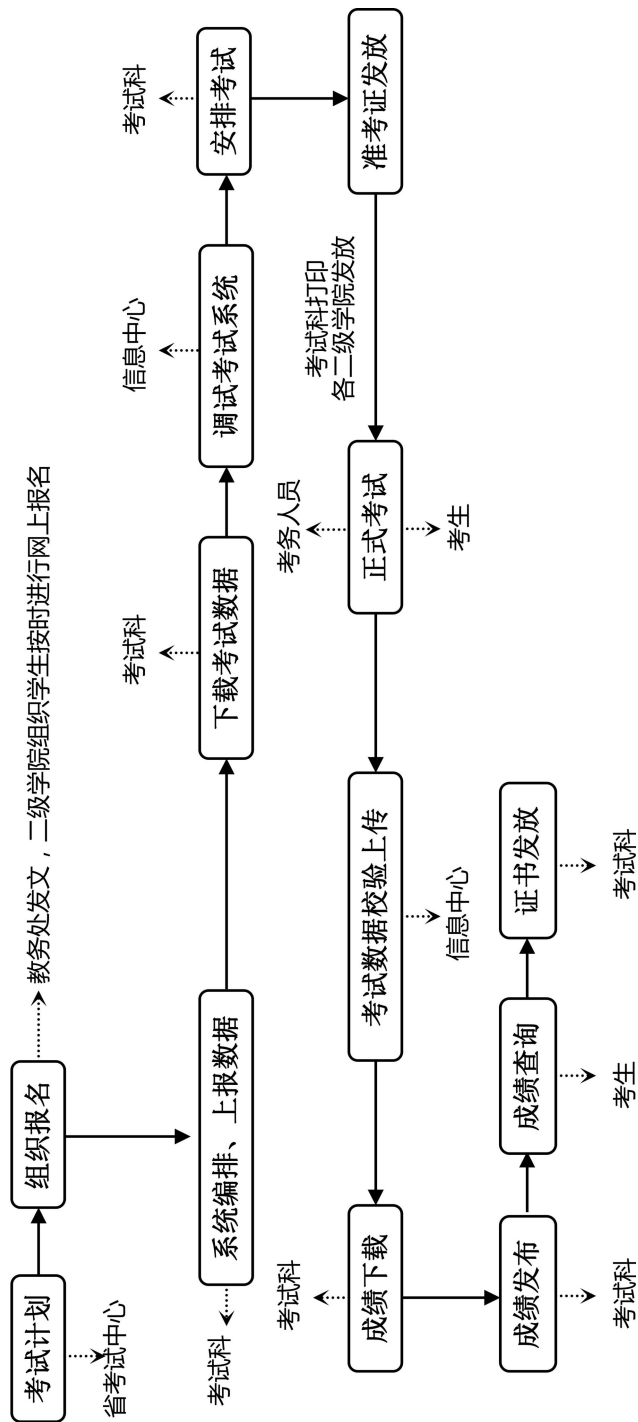 考试计划
省考试中心
组织报名
教务处发文，二级学院组织学生按时进行网上报名
系统编排、上报数据
考试科
下载考试数据
考试科
调试考试系统
信息中心
安排考试
考试科
准考证发放
考试科打印
各二级学院发放
正式考试
考务人员
考生
考试数据校验上传
信息中心
成绩下载
考试科
成绩发布
考试科
成绩查询
考生
证书发放
考试科